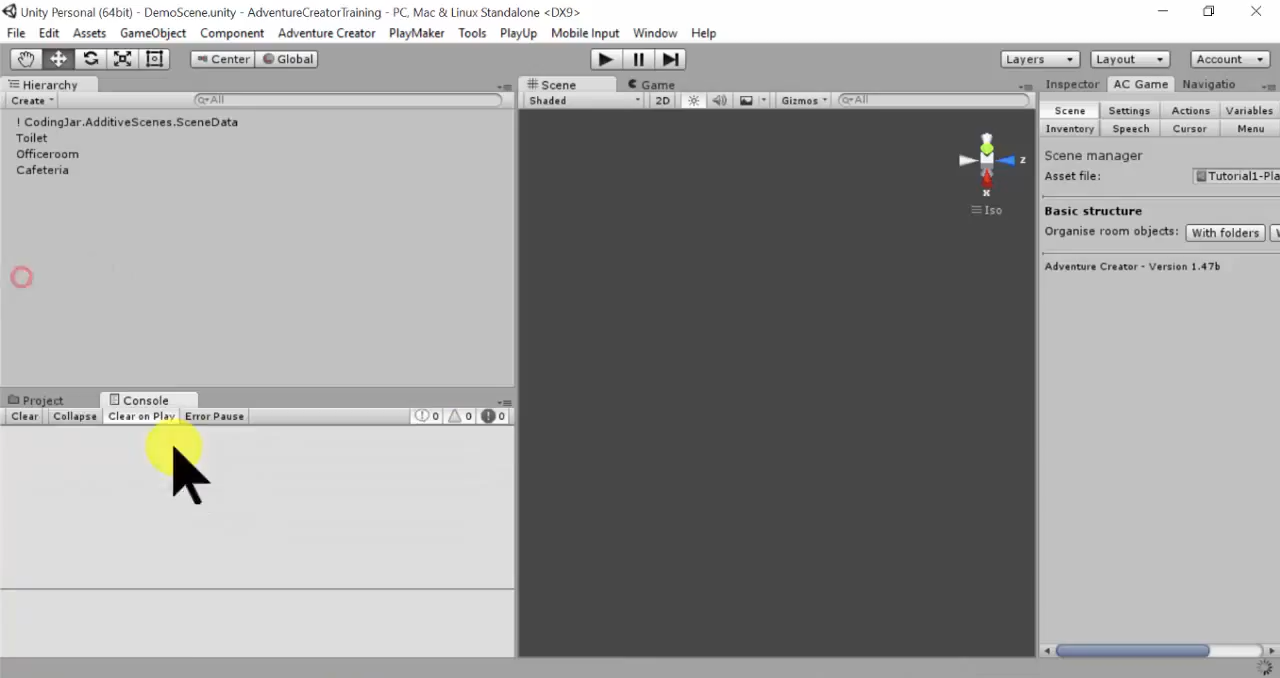 Unity Personal (64bit) - DemoScene.unity - AdventureCreatorTraining - PC, Mac & Linux Standalone <DX9>
File Edit Assets GameObject Component Adventure Creator PlayMaker Tools PlayUp Mobile Input Window Help
Center Global Layers Layout Account
Hierarchy Scene Game Inspector AC Game Navigatio
Create All Shaded 2D Gizmos All Scene Settings Actions Variables
! CodingJar.AdditiveScenes.SceneData Inventory Speech Cursor Menu
Toilet
Officeroom z Scene manager
Cafeteria Asset file: Tutorial1-Pla
x
Iso Basic structure
Organise room objects: With folders W
Adventure Creator - Version 1.47b
Project Console
Clear Collapse Clear on Play Error Pause 0 0 0